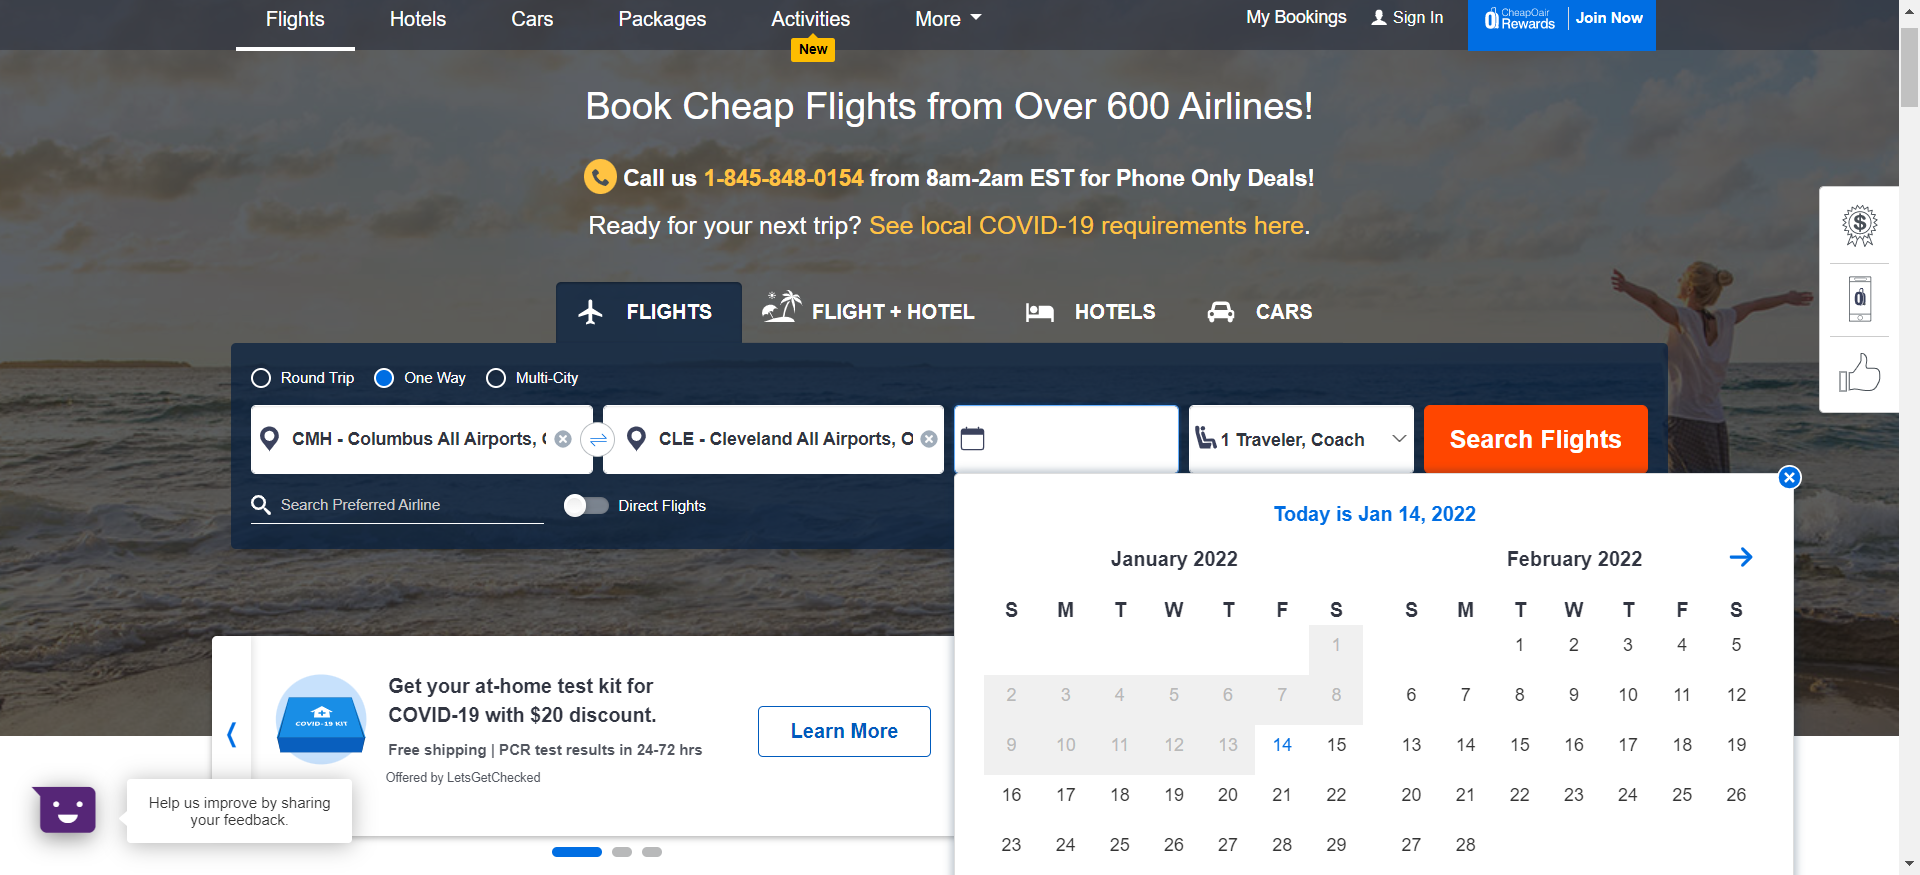 Flights Hotels Cars Packages Activities More
New
My Bookings Sign In
CheapOair
Rewards
Join Now
Book Cheap Flights from Over 600 Airlines!
Call us 1-845-848-0154 from 8am-2am EST for Phone Only Deals!
Ready for your next trip? See local COVID-19 requirements here.
FLIGHTS FLIGHT + HOTEL HOTELS CARS
Round Trip One Way Multi-City
CMH - Columbus All Airports, CLE - Cleveland All Airports, O 1 Traveler, Coach Search Flights
Search Preferred Airline Direct Flights
Today is Jan 14, 2022
January 2022 February 2022
S M T W T F S S M T W T F S
1 1 2 3 4 5
2 3 4 5 6 7 8 6 7 8 9 10 11 12
9 10 11 12 13 14 15 13 14 15 16 17 18 19
16 17 18 19 20 21 22 20 21 22 23 24 25 26
23 24 25 26 27 28 29 27 28
COVID-19 KIT
Get your at-home test kit for
COVID-19 with $20 discount.
Free shipping | PCR test results in 24-72 hrs
Offered by LetsGetChecked
Learn More
Help us improve by sharing
your feedback.